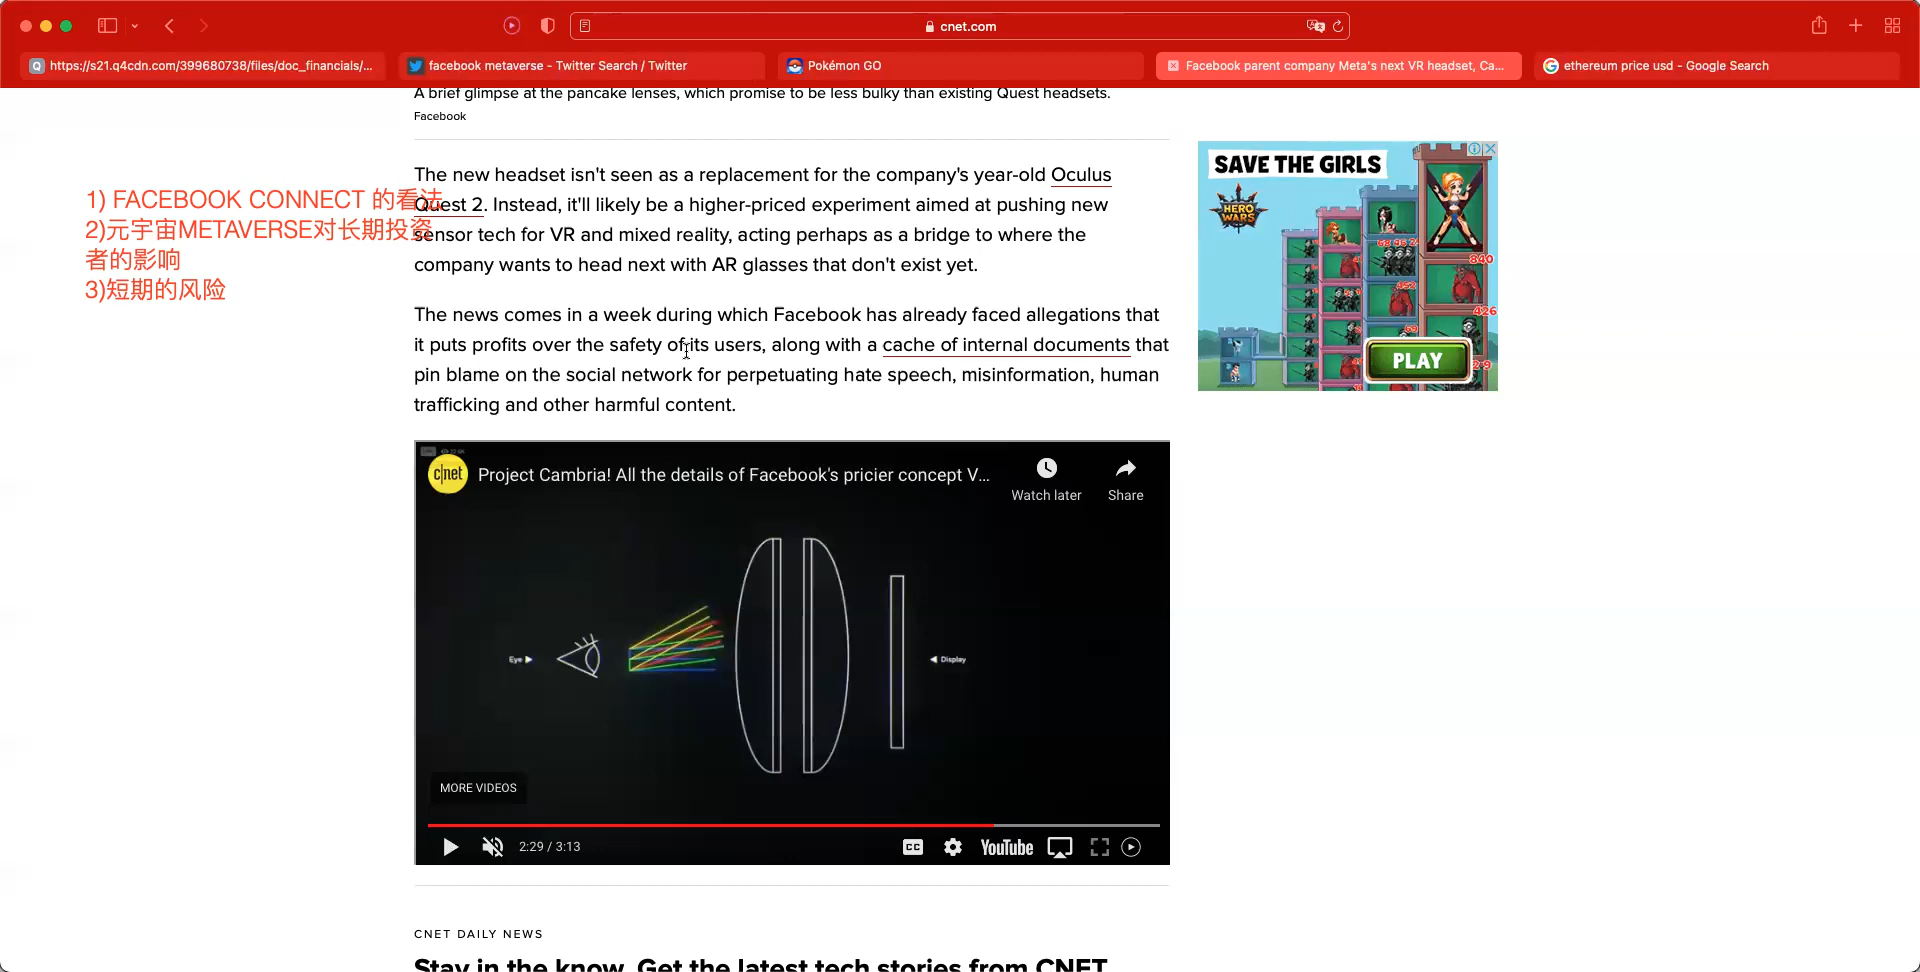 cnet.com
https://s21.q4cdn.com/399680738/files/doc_financials/...
facebook metaverse - Twitter Search / Twitter
Pokémon GO
Facebook parent company Meta's next VR headset, Ca...
ethereum price usd - Google Search
A brief glimpse at the pancake lenses, which promise to be less bulky than existing Quest headsets.
Facebook
1) FACEBOOK CONNECT 的看法
2)元宇宙METAVERSE对长期投资
者的影响
3)短期的风险
The new headset isn't seen as a replacement for the company's year-old Oculus
Quest 2. Instead, it'll likely be a higher-priced experiment aimed at pushing new
sensor tech for VR and mixed reality, acting perhaps as a bridge to where the
company wants to head next with AR glasses that don't exist yet.
The news comes in a week during which Facebook has already faced allegations that
it puts profits over the safety of its users, along with a cache of internal documents that
pin blame on the social network for perpetuating hate speech, misinformation, human
trafficking and other harmful content.
SAVE THE GIRLS
HERO
WARS
840
426
PLAY
c|net
Project Cambria! All the details of Facebook's pricier concept V...
Watch later
Share
Eye
Display
MORE VIDEOS
2:29 / 3:13
CC
YouTube
CNET DAILY NEWS
Stay in the know. Get the latest tech stories from CNET